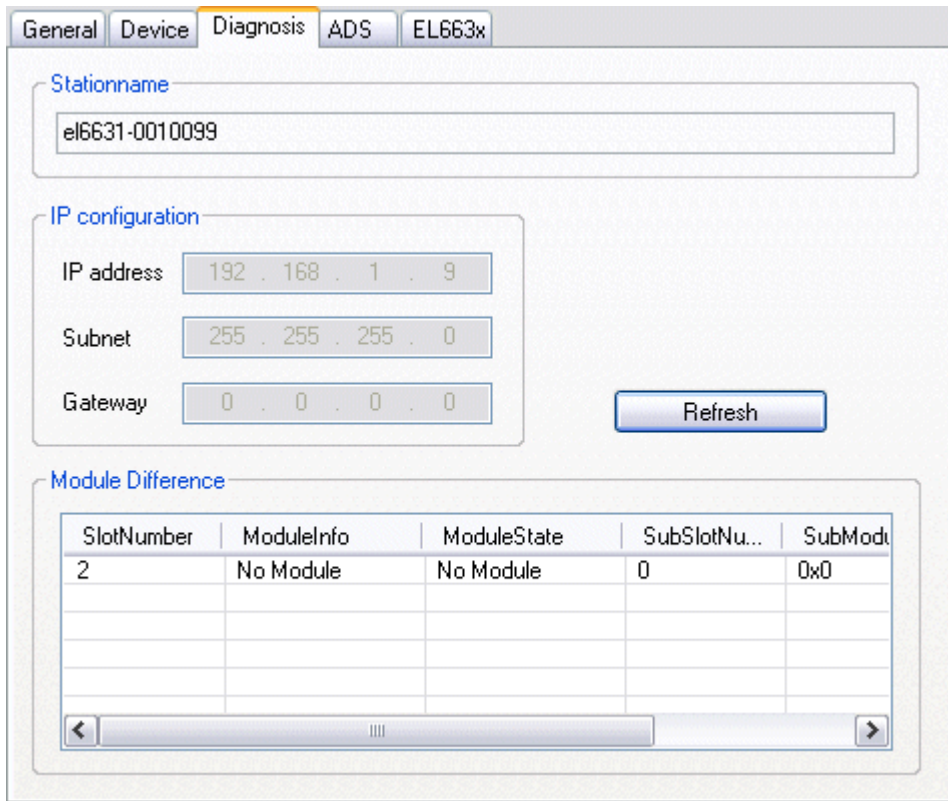 General Device Diagnosis ADS EL663x
Stationname
el6631-0010099
IP configuration
IP address 192 . 168 . 1 . 9
Subnet 255 . 255 . 255 . 0
Gateway 0 . 0 . 0 . 0
Refresh
Module Difference
SlotNumber ModuleInfo ModuleState SubSlotNu... SubModu
2 No Module No Module 0 0x0